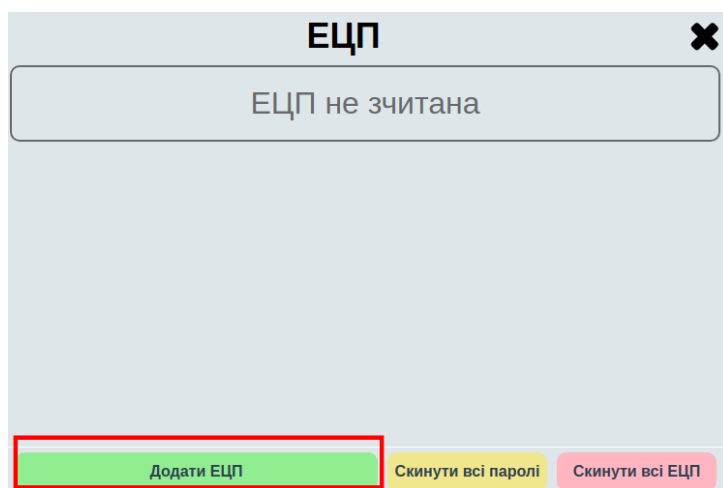 ЕЦП
ЕЦП не зчитана
Додати ЕЦП
Скинути всі паролі
Скинути всі ЕЦП